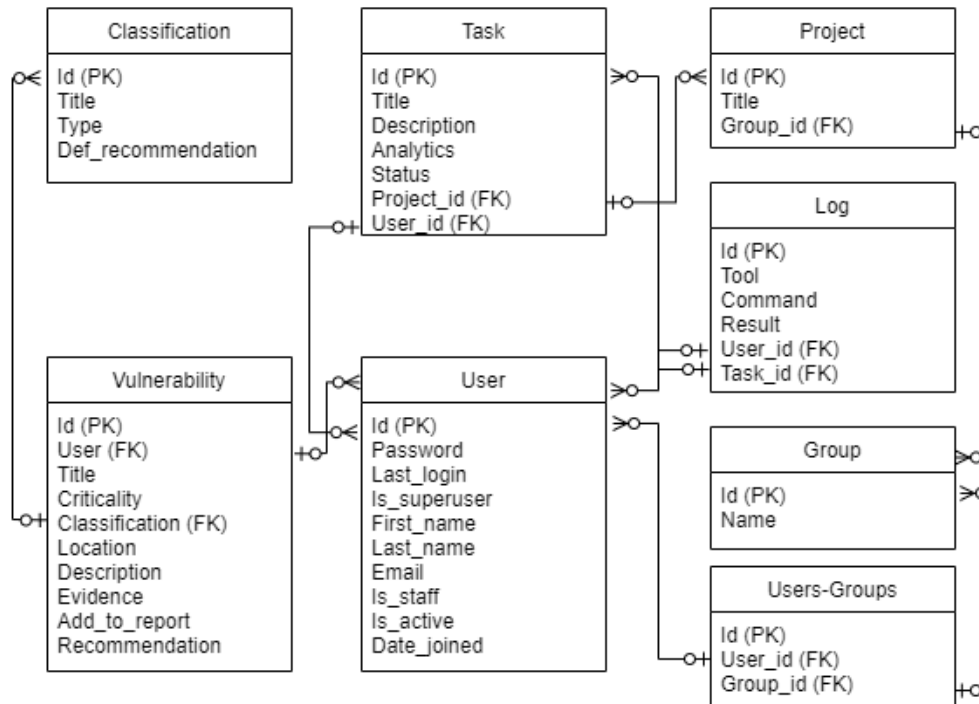 Classification
Id (PK)
Title
Type
Def_recommendation
Task
Id (PK)
Title
Description
Analytics
Status
Project_id (FK)
User_id (FK)
Project
Id (PK)
Title
Group_id (FK)
Log
Id (PK)
Tool
Command
Result
User_id (FK)
Task_id (FK)
Vulnerability
Id (PK)
User (FK)
Title
Criticality
Classification (FK)
Location
Description
Evidence
Add_to_report
Recommendation
User
Id (PK)
Password
Last_login
Is_superuser
First_name
Last_name
Email
Is_staff
Is_active
Date_joined
Group
Id (PK)
Name
Users-Groups
Id (PK)
User_id (FK)
Group_id (FK)